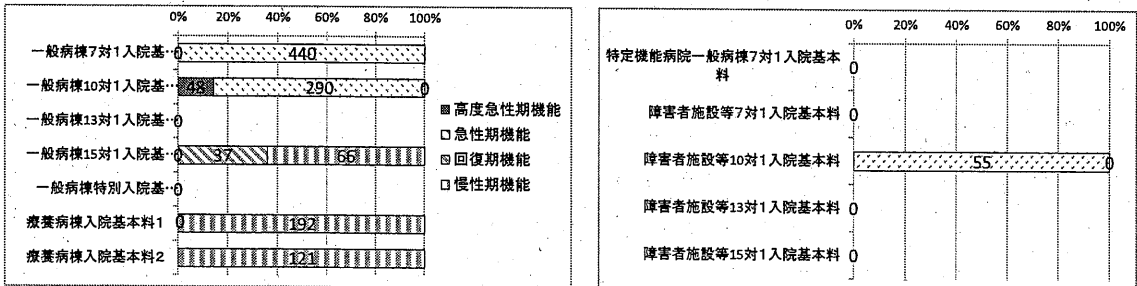 0% 20% 40% 60% 80% 100%
一般病棟7対1入院基… 0 440
一般病棟10対1入院基… 48 290 0
一般病棟13対1入院基… 0
一般病棟15対1入院基… 0 37 66
一般病棟特別入院基… 0
療養病棟入院基本料1 0 192
療養病棟入院基本料2 121
高度急性期機能
急性期機能
回復期機能
慢性期機能
0% 20% 40% 60% 80% 100%
特定機能病院一般病棟7対1入院基本
料 0
障害者施設等7対1入院基本料 0
障害者施設等10対1入院基本料 55 0
障害者施設等13対1入院基本料 0
障害者施設等15対1入院基本料 0